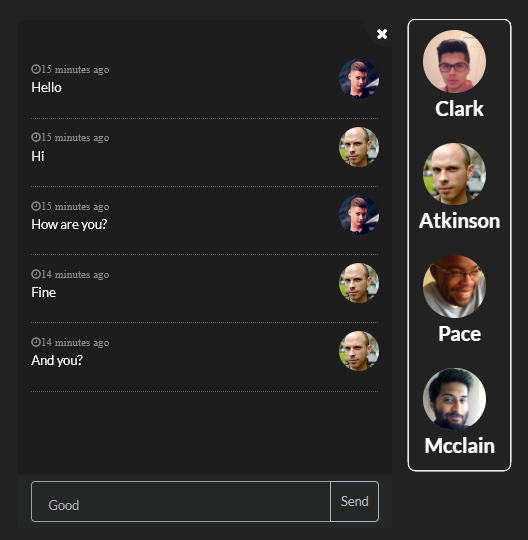 15 minutes ago
Hello
15 minutes ago
Hi
15 minutes ago
How are you?
14 minutes ago
Fine
14 minutes ago
And you?
Good
Send
Clark
Atkinson
Pace
Mcclain